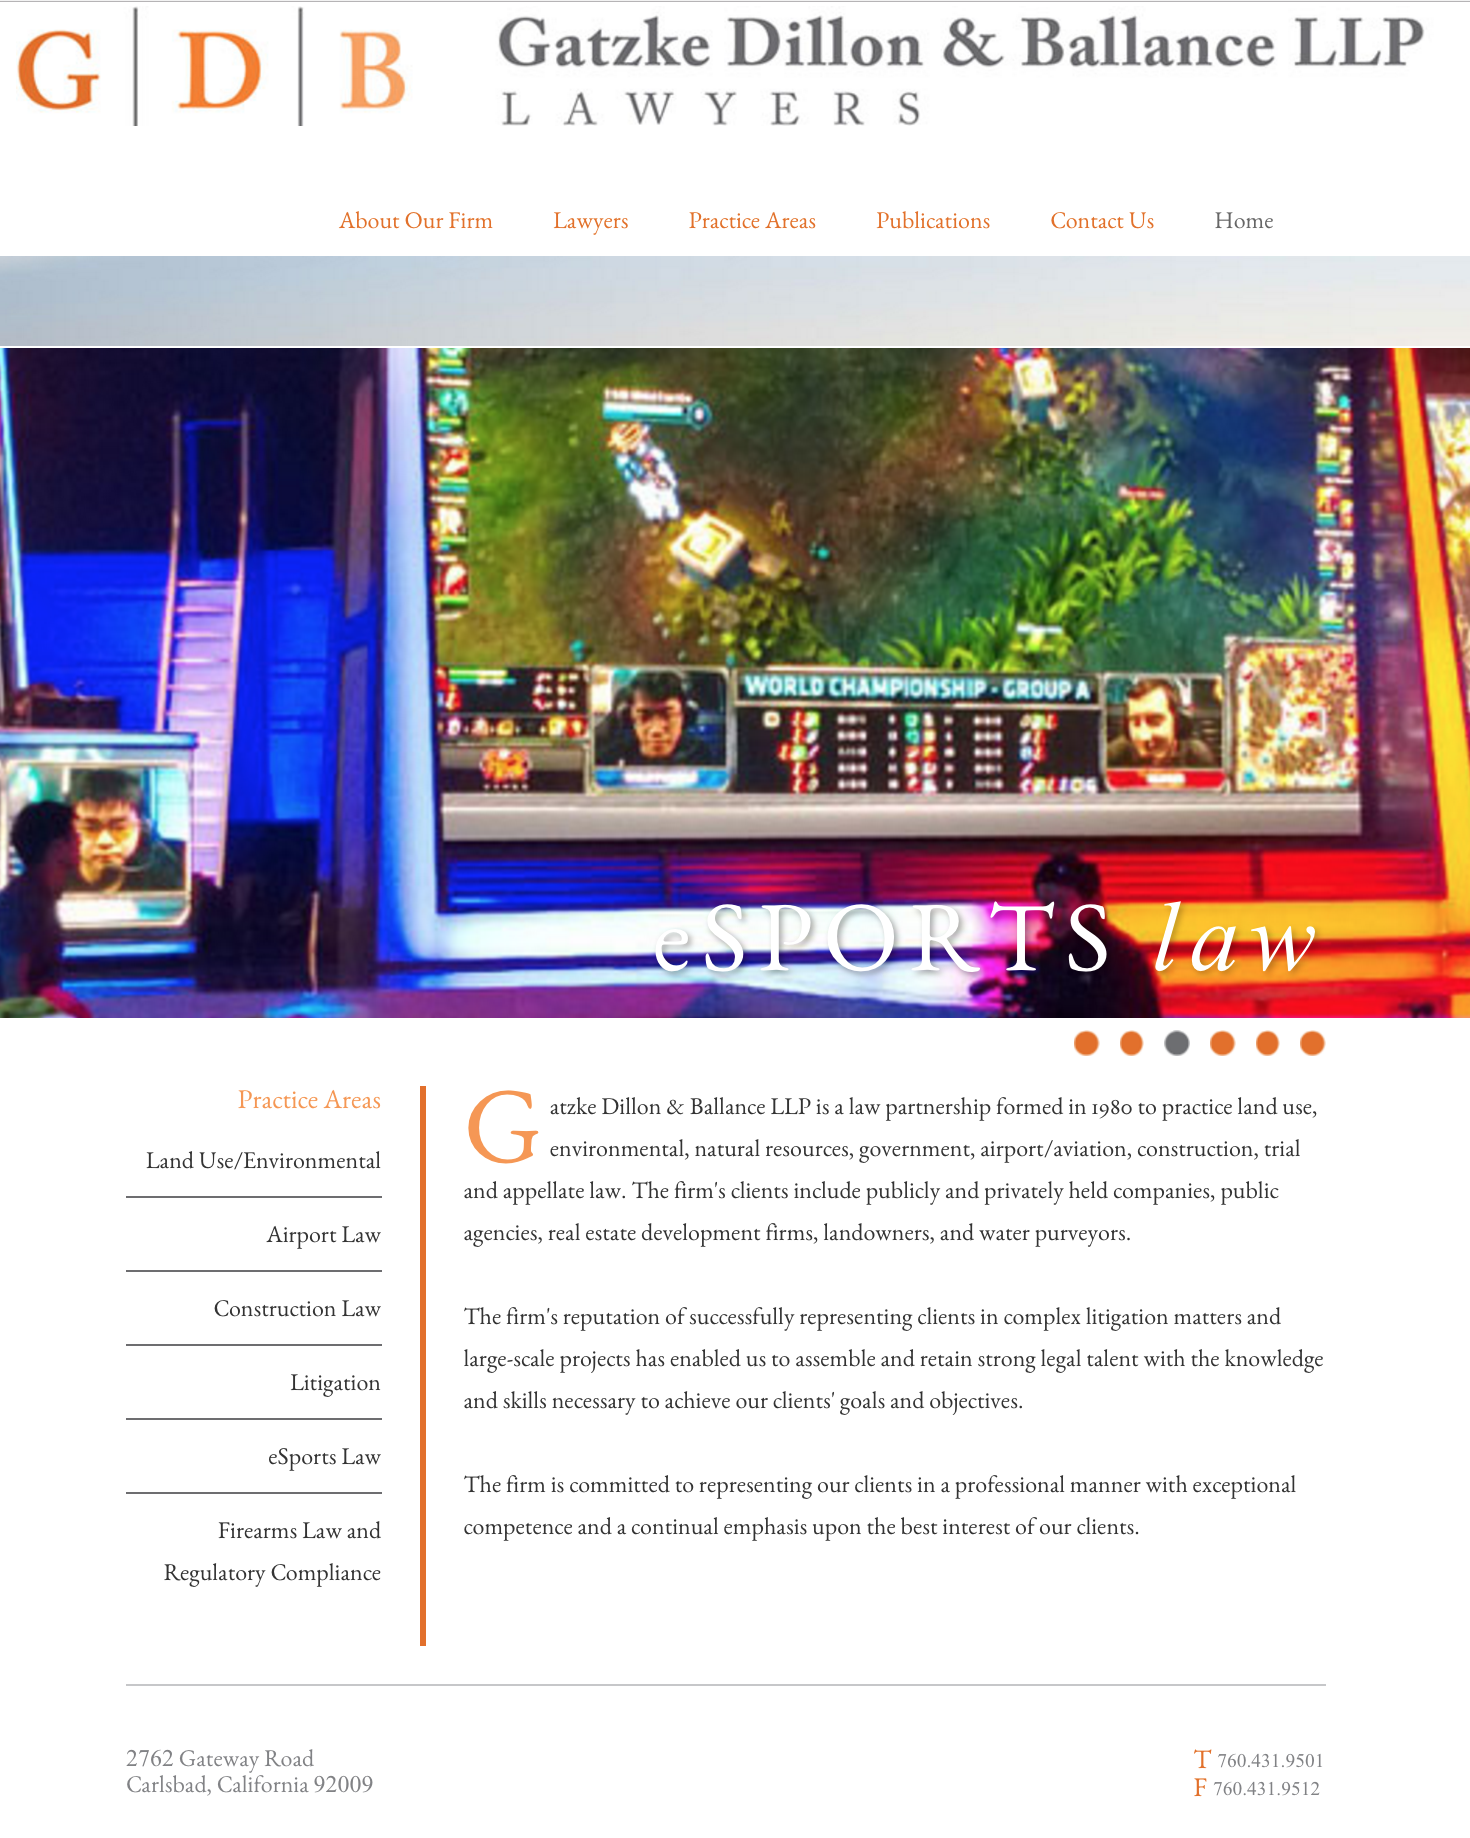 G D B
Gatzke Dillon & Ballance LLP
LAWYERS
About Our Firm Lawyers Practice Areas Publications Contact Us Home
WORLD CHAMPIONSHIP - GROUP A
eSPORTS law
Practice Areas
Land Use/Environmental
Airport Law
Construction Law
Litigation
eSports Law
Firearms Law and
Regulatory Compliance
Gatzke Dillon & Ballance LLP is a law partnership formed in 1980 to practice land use,
environmental, natural resources, government, airport/aviation, construction, trial
and appellate law. The firm's clients include publicly and privately held companies, public
agencies, real estate development firms, landowners, and water purveyors.
The firm's reputation of successfully representing clients in complex litigation matters and
large-scale projects has enabled us to assemble and retain strong legal talent with the knowledge
and skills necessary to achieve our clients' goals and objectives.
The firm is committed to representing our clients in a professional manner with exceptional
competence and a continual emphasis upon the best interest of our clients.
2762 Gateway Road
Carlsbad, California 92009
T 760.431.9501
F 760.431.9512